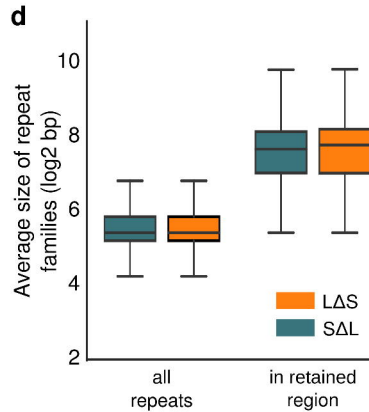 d
Average size of repeat
families (log2 bp)
10
8
6
4
2
LΔS
SΔL
all
repeats
in retained
region